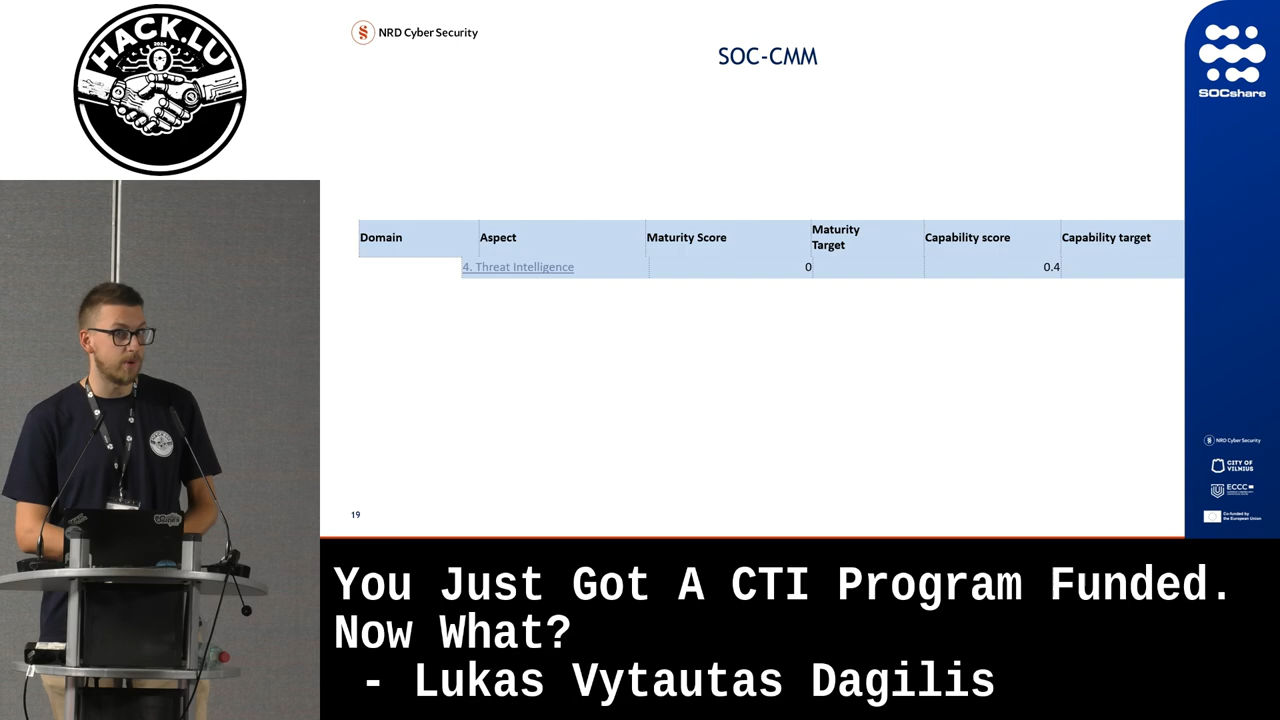 HACK.LU
2024
NRD Cyber Security
SOC-CMM
SOCshare
Domain
Aspect
Maturity Score
Maturity
Target
Capability score
Capability target
4. Threat Intelligence
0
0.4
NRD Cyber Security
CITY OF
VILNIUS
ECCC
Co-funded by
the European Union
19
You Just Got A CTI Program Funded.
Now What?
- Lukas Vytautas Dagilis